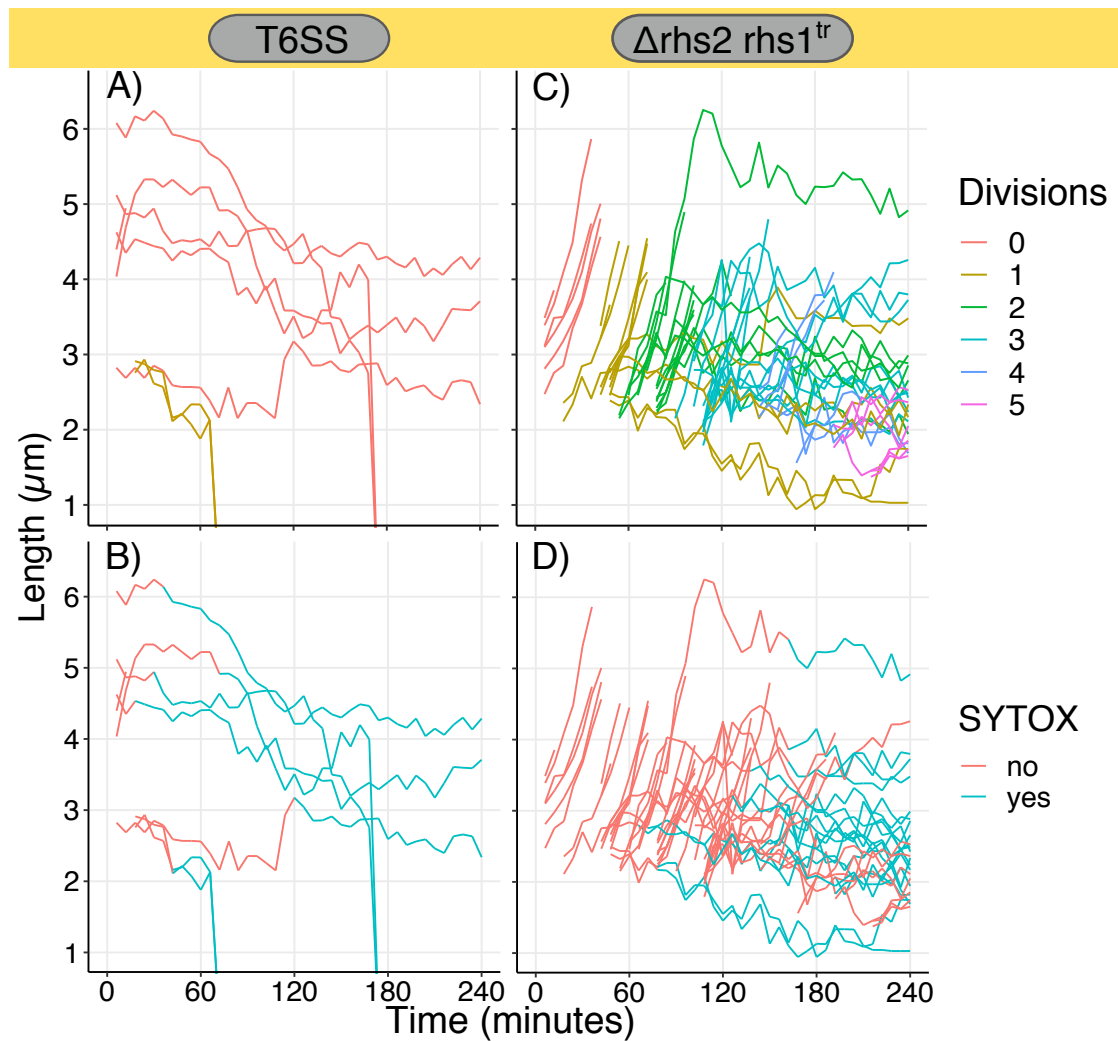 T6SS
Δrhs2 rhs1tr
A)
C)
6
5
4
3
2
1
B)
D)
6
5
4
3
2
1
0 60 120 180 240
0 60 120 180 240
Time (minutes)
Length (µm)
Divisions
0
1
2
3
4
5
SYTOX
no
yes